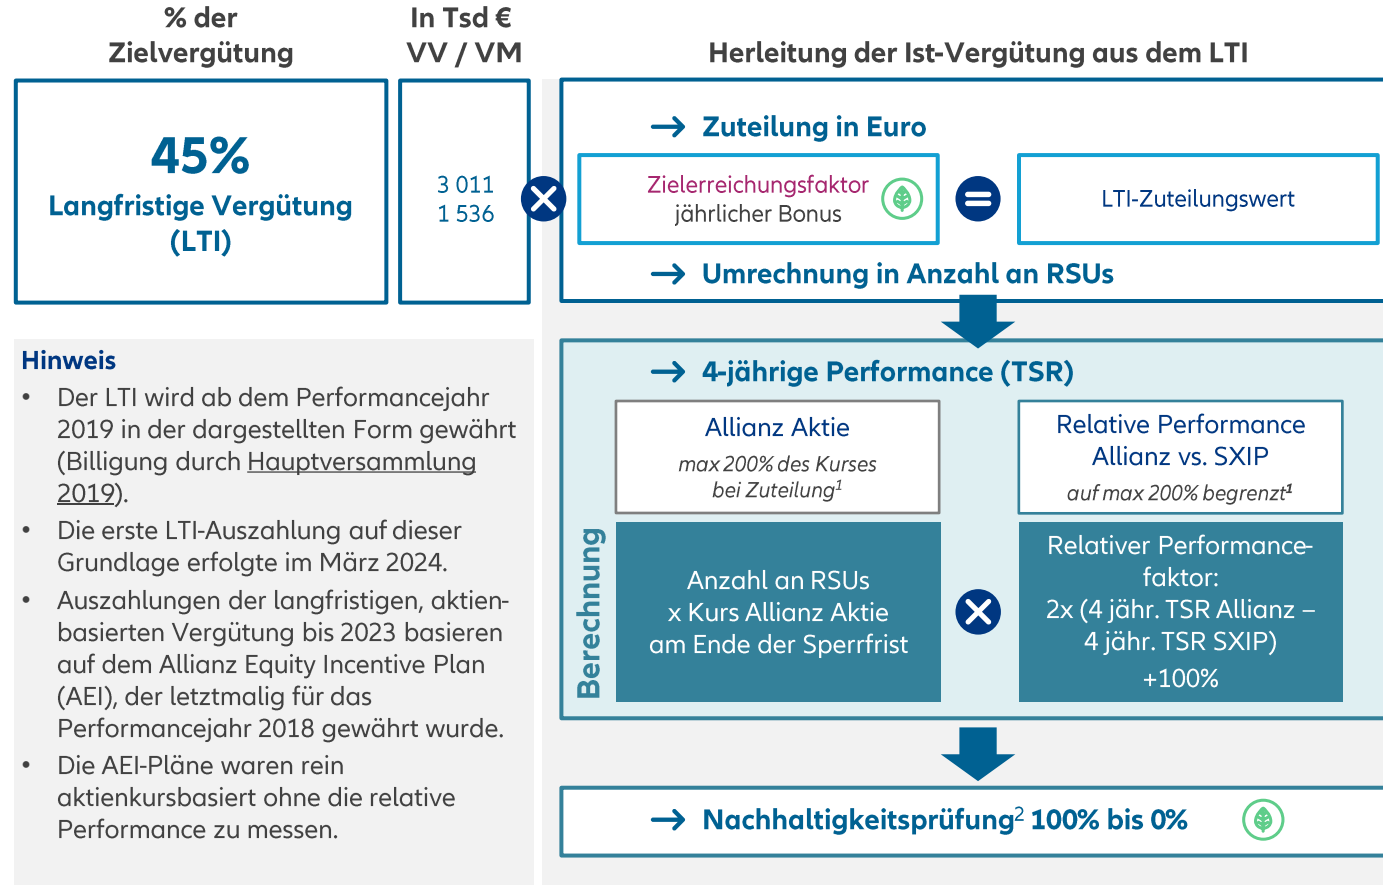 % der
Zielvergütung
In Tsd €
VV / VM
Herleitung der Ist-Vergütung aus dem LTI
45%
Langfristige Vergütung
(LTI)
3 011
1 536
→ Zuteilung in Euro
Zielerreichungsfaktor
jährlicher Bonus
LTI-Zuteilungswert
→ Umrechnung in Anzahl an RSUs
Hinweis
• Der LTI wird ab dem Performancejahr
2019 in der dargestellten Form gewährt
(Billigung durch Hauptversammlung
2019).
• Die erste LTI-Auszahlung auf dieser
Grundlage erfolgte im März 2024.
• Auszahlungen der langfristigen, aktien-
basierten Vergütung bis 2023 basieren
auf dem Allianz Equity Incentive Plan
(AEI), der letztmalig für das
Performancejahr 2018 gewährt wurde.
• Die AEI-Pläne waren rein
aktienkursbasiert ohne die relative
Performance zu messen.
→ 4-jährige Performance (TSR)
Allianz Aktie
max 200% des Kurses
bei Zuteilung¹
Relative Performance
Allianz vs. SXIP
auf max 200% begrenzt¹
Berechnung
Anzahl an RSUs
x Kurs Allianz Aktie
am Ende der Sperrfrist
Relativer Performance-
faktor:
2x (4 jähr. TSR Allianz –
4 jähr. TSR SXIP)
+100%
→ Nachhaltigkeitsprüfung² 100% bis 0%